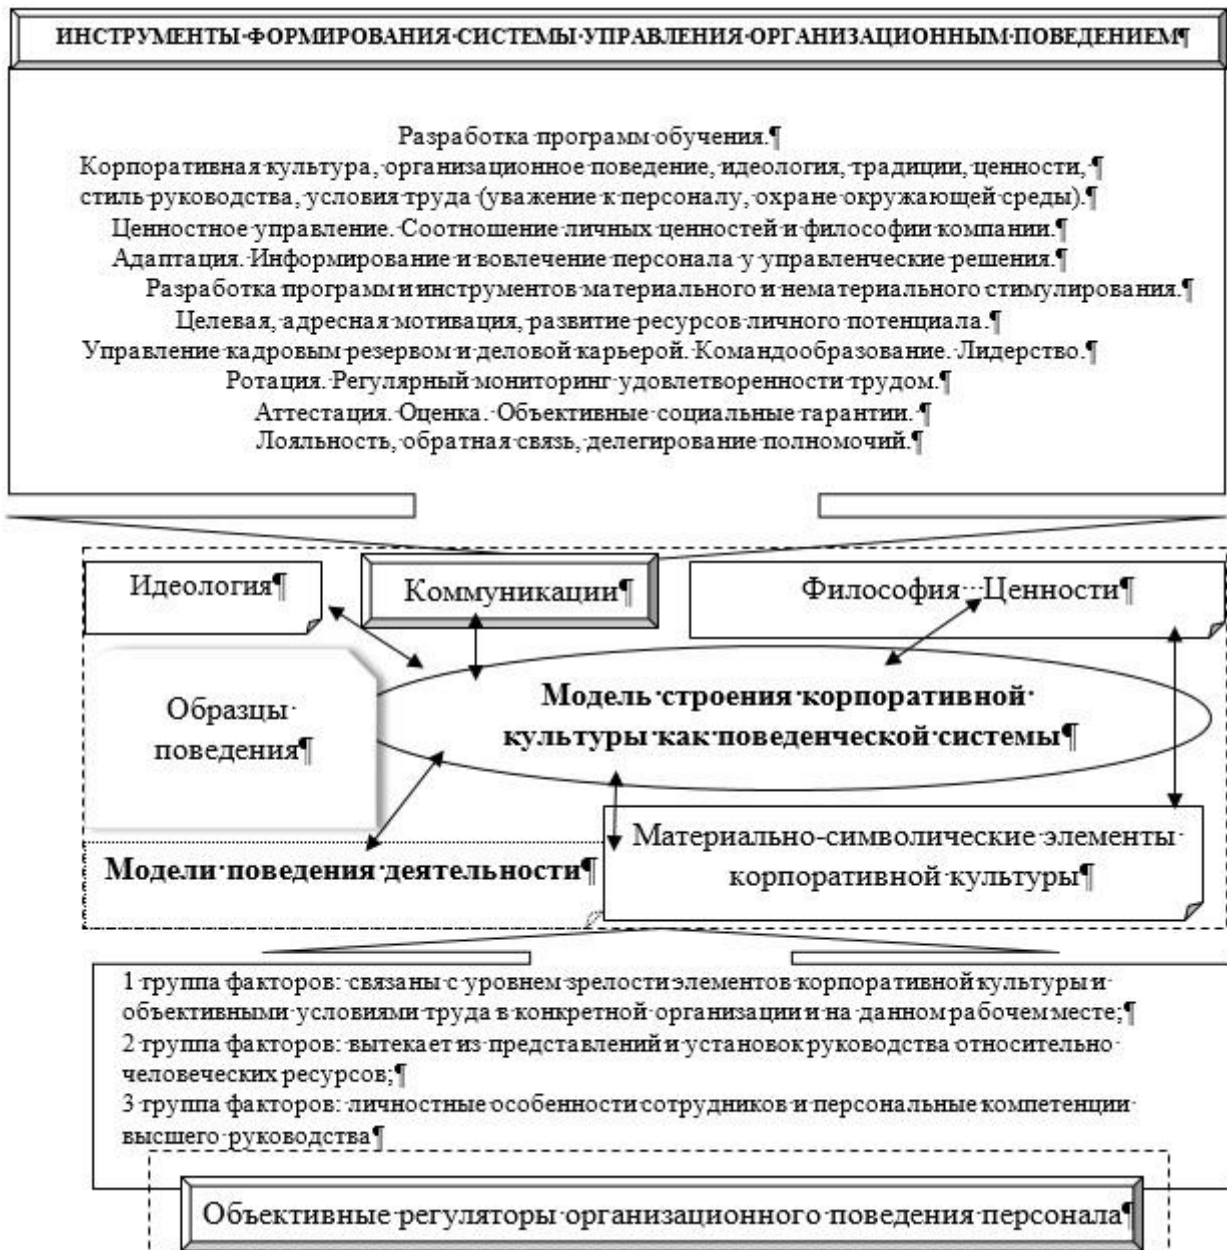 ИНСТРУМЕНТЫ·ФОРМИРОВАНИЯ·СИСТЕМЫ·УПРАВЛЕНИЯ·ОРГАНИЗАЦИОННЫМ·ПОВЕДЕНИЕМ¶
Разработка·программ·обучения.¶
Корпоративная·культура,·организационное·поведение,·идеология,·традиции,·ценности,·¶
стиль·руководства,·условия·труда·(уважение·к·персоналу,·охране·окружающей·среды).¶
Ценностное·управление.·Соотношение·личных·ценностей·и·философии·компании.¶
Адаптация.·Информирование·и·вовлечение·персонала·у·управленческие·решения.¶
Разработка·программ·и·инструментов·материального·и·нематериального·стимулирования.¶
Целевая,·адресная·мотивация,·развитие·ресурсов·личного·потенциала.¶
Управление·кадровым·резервом·и·деловой·карьерой.·Командообразование.·Лидерство.¶
Ротация.·Регулярный·мониторинг·удовлетворенности·трудом.¶
Аттестация.·Оценка.·Объективные·социальные·гарантии.·¶
Лояльность,·обратная·связь,·делегирование·полномочий.¶
Идеология¶
Коммуникации¶
Философия···Ценности¶
Образцы·
поведения¶
Модель·строения·корпоративной·
культуры·как·поведенческой·системы¶
Модели·поведения·деятельности¶
Материально-символические·элементы·
корпоративной·культуры¶
1·группа·факторов:·связаны·с·уровнем·зрелости·элементов·корпоративной·культуры·и·
объективными·условиями·труда·в·конкретной·организации·и·на·данном·рабочем·месте;¶
2·группа·факторов:·вытекает·из·представлений·и·установок·руководства·относительно·
человеческих·ресурсов;¶
3·группа·факторов:·личностные·особенности·сотрудников·и·персональные·компетенции·
высшего·руководства¶
Объективные·регуляторы·организационного·поведения·персонала¶